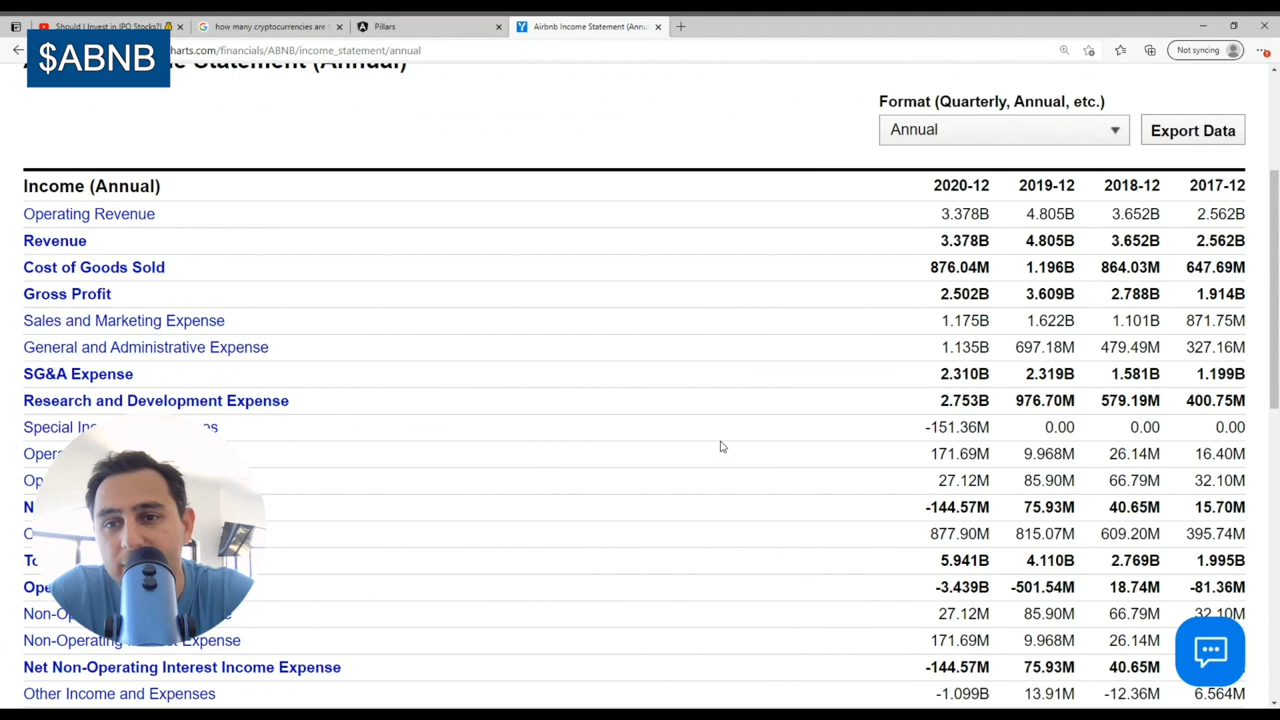 Should I Invest in IPO Stocks?!
how many cryptocurrencies are
Pillars
Airbnb Income Statement (Annu
$ABNB
harts.com/financials/ABNB/income_statement/annual
Not syncing
e Statement (Annual)
Format (Quarterly, Annual, etc.)
Annual
Export Data
Income (Annual) 2020-12 2019-12 2018-12 2017-12
Operating Revenue 3.378B 4.805B 3.652B 2.562B
Revenue 3.378B 4.805B 3.652B 2.562B
Cost of Goods Sold 876.04M 1.196B 864.03M 647.69M
Gross Profit 2.502B 3.609B 2.788B 1.914B
Sales and Marketing Expense 1.175B 1.622B 1.101B 871.75M
General and Administrative Expense 1.135B 697.18M 479.49M 327.16M
SG&A Expense 2.310B 2.319B 1.581B 1.199B
Research and Development Expense 2.753B 976.70M 579.19M 400.75M
Special In es -151.36M 0.00 0.00 0.00
Oper 171.69M 9.968M 26.14M 16.40M
Op 27.12M 85.90M 66.79M 32.10M
N -144.57M 75.93M 40.65M 15.70M
877.90M 815.07M 609.20M 395.74M
To 5.941B 4.110B 2.769B 1.995B
Ope -3.439B -501.54M 18.74M -81.36M
Non-Op 27.12M 85.90M 66.79M 32.10M
Non-Operating Expense 171.69M 9.968M 26.14M
Net Non-Operating Interest Income Expense -144.57M 75.93M 40.65M
Other Income and Expenses -1.099B 13.91M -12.36M 6.564M